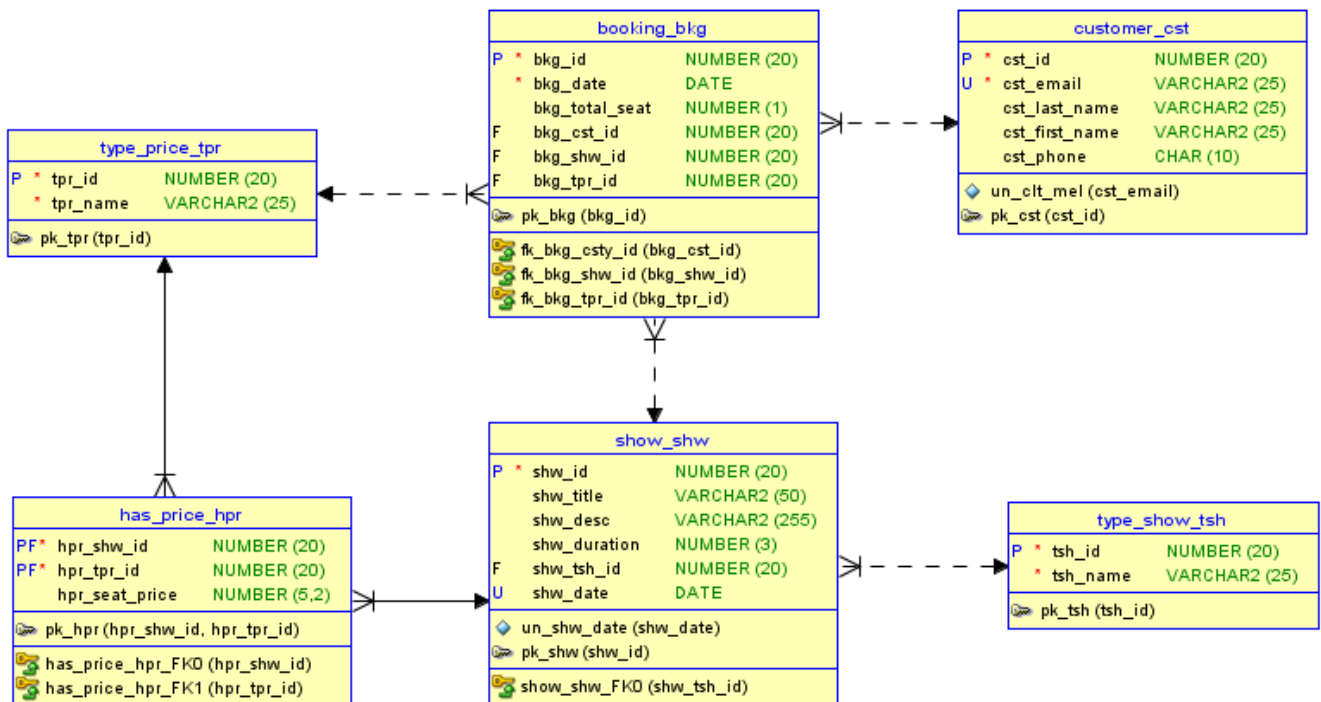 booking_bkg
P * bkg_id NUMBER (20)
* bkg_date DATE
bkg_total_seat NUMBER (1)
F bkg_cst_id NUMBER (20)
F bkg_shw_id NUMBER (20)
F bkg_tpr_id NUMBER (20)
pk_bkg (bkg_id)
fk_bkg_csty_id (bkg_cst_id)
fk_bkg_shw_id (bkg_shw_id)
fk_bkg_tpr_id (bkg_tpr_id)
customer_cst
P * cst_id NUMBER (20)
U * cst_email VARCHAR2 (25)
cst_last_name VARCHAR2 (25)
cst_first_name VARCHAR2 (25)
cst_phone CHAR (10)
un_clt_mel (cst_email)
pk_cst (cst_id)
type_price_tpr
P * tpr_id NUMBER (20)
* tpr_name VARCHAR2 (25)
pk_tpr (tpr_id)
has_price_hpr
PF* hpr_shw_id NUMBER (20)
PF* hpr_tpr_id NUMBER (20)
hpr_seat_price NUMBER (5,2)
pk_hpr (hpr_shw_id, hpr_tpr_id)
has_price_hpr_FK0 (hpr_shw_id)
has_price_hpr_FK1 (hpr_tpr_id)
show_shw
P * shw_id NUMBER (20)
shw_title VARCHAR2 (50)
shw_desc VARCHAR2 (255)
shw_duration NUMBER (3)
F shw_tsh_id NUMBER (20)
U shw_date DATE
un_shw_date (shw_date)
pk_shw (shw_id)
show_shw_FK0 (shw_tsh_id)
type_show_tsh
P * tsh_id NUMBER (20)
* tsh_name VARCHAR2 (25)
pk_tsh (tsh_id)